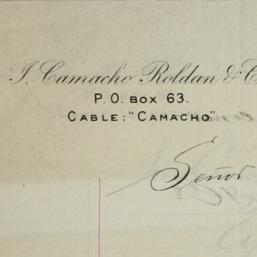 J. Camacho Roldan & C
P. O. BOX 63.
CABLE: "CAMACHO"
Señor